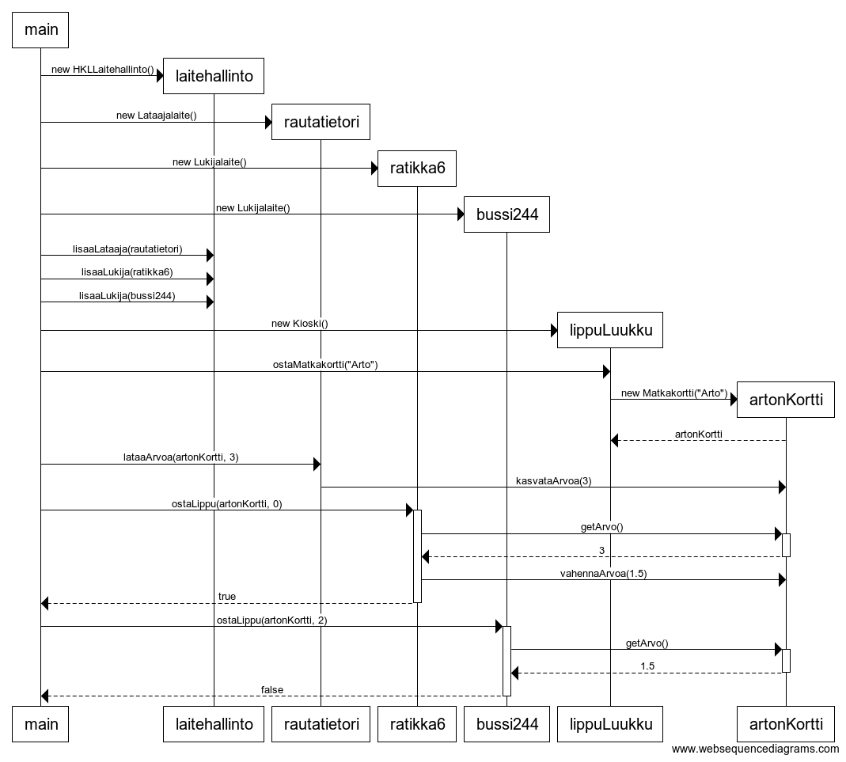 main
new HKLLaitehallinto()
laitehallinto
new Lataajalaite()
rautatietori
new Lukijalaite()
ratikka6
new Lukijalaite()
bussi244
lisaaLataaja(rautatietori)
lisaaLukija(ratikka6)
lisaaLukija(bussi244)
new Kioski()
lippuLuukku
ostaMatkakortti("Arto")
new Matkakortti("Arto")
artonKortti
artonKortti
lataaArvoa(artonKortti, 3)
kasvataArvoa(3)
ostaLippu(artonKortti, 0)
getArvo()
3
vahennaArvoa(1.5)
true
ostaLippu(artonKortti, 2)
getArvo()
1.5
false
main laitehallinto rautatietori ratikka6 bussi244 lippuLuukku artonKortti
www.websequencediagrams.com